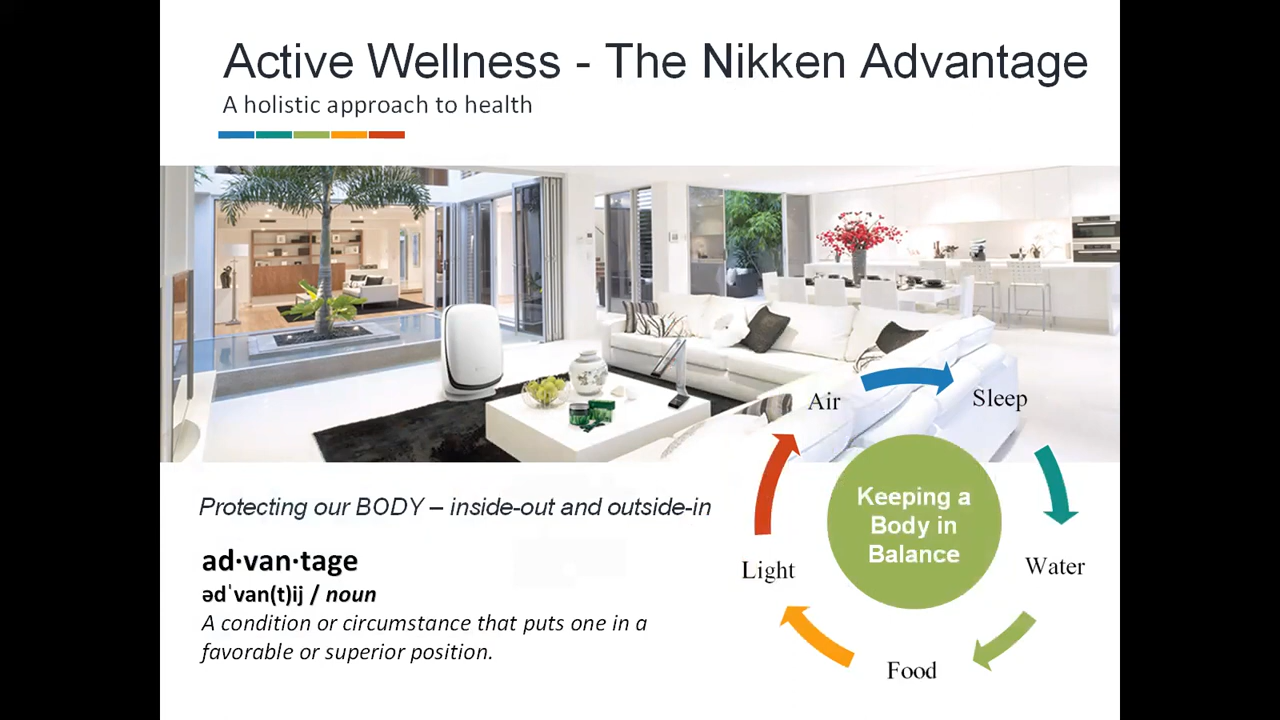 Active Wellness - The Nikken Advantage
A holistic approach to health
Air
Sleep
Keeping a
Body in
Balance
Protecting our BODY – inside-out and outside-in
ad·van·tage
ədˈvan(t)ij / noun
A condition or circumstance that puts one in a
favorable or superior position.
Light
Water
Food